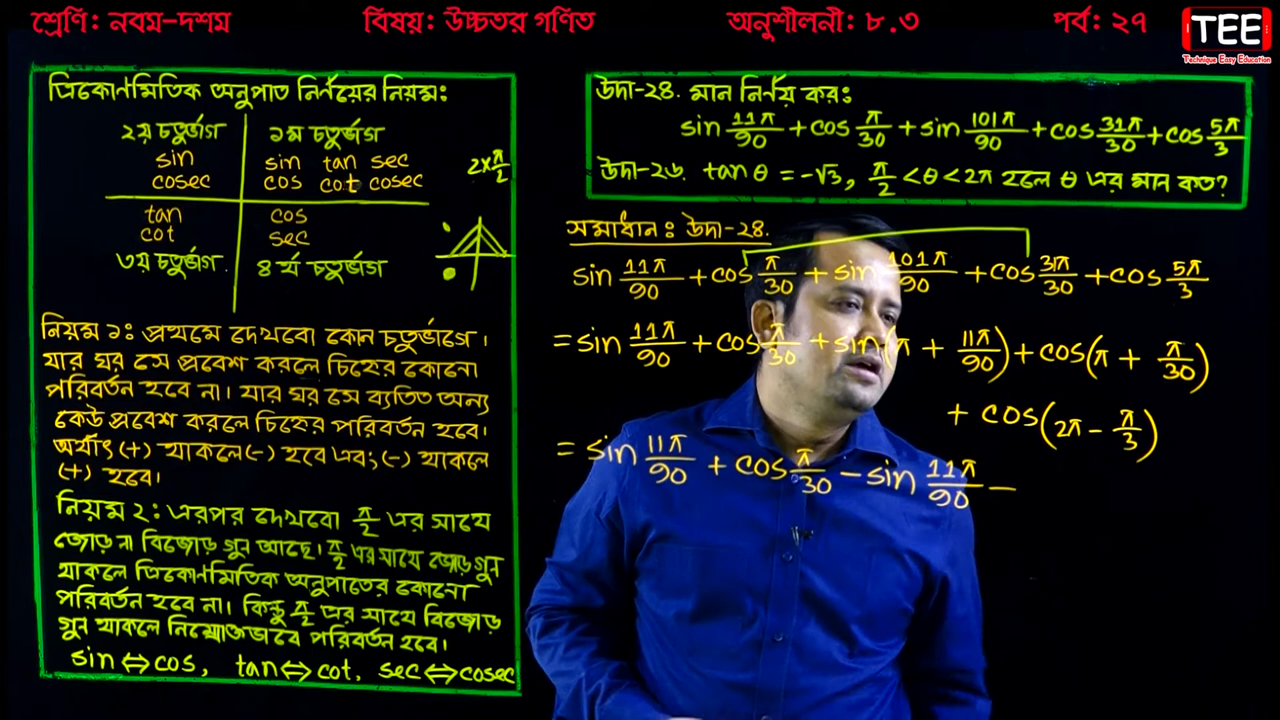 শ্রেণি: নবম-দশম
বিষয়: উচ্চতর গণিত
অনুশীলনী: ৮.৩
পর্ব: ২৭
TEE
Technique Easy Education
ত্রিকোণমিতিক অনুপাত নির্ণয়ের নিয়ম:
২য় চতুর্ভাগ
sin
cosec
১ম চতুর্ভাগ
sin tan sec
cos cot cosec
2×π/2
tan
cot
৩য় চতুর্ভাগ
cos
sec
৪র্থ চতুর্ভাগ
নিয়ম ১: প্রথমে দেখবো কোন চতুর্ভাগে।
যার ঘর সে প্রবেশ করলে চিহ্নের কোনো
পরিবর্তন হবে না। যার ঘর সে ব্যতিত অন্য
কেউ প্রবেশ করলে চিহ্নের পরিবর্তন হবে।
অর্থাৎ (+) থাকলে (-) হবে এবং (-) থাকলে
(+) হবে।
নিয়ম ২: এরপর দেখবো π/2 এর সাথে
জোড় না বিজোড় গুন আছে। π/2 এর সাথে জোড় গুন
থাকলে ত্রিকোণমিতিক অনুপাতের কোনো
পরিবর্তন হবে না। কিন্তু π/2 এর সাথে বিজোড়
গুন থাকলে নিম্নোক্তভাবে পরিবর্তন হবে।
sin ⇔ cos, tan ⇔ cot, sec ⇔ cosec
উদা-২৪. মান নির্ণয় কর:
sin 11π/90 + cos π/30 + sin 101π/90 + cos 31π/30 + cos 5π/3
উদা-২৬. tan θ = -√3, π/2 < θ < 2π হলে θ এর মান কত?
সমাধান: উদা-২৪.
sin 11π/90 + cos π/30 + sin 101π/90 + cos 31π/30 + cos 5π/3
= sin 11π/90 + cos π/30 + sin(π + 11π/90) + cos(π + π/30)
+ cos(2π - π/3)
= sin 11π/90 + cos π/30 - sin 11π/90 -